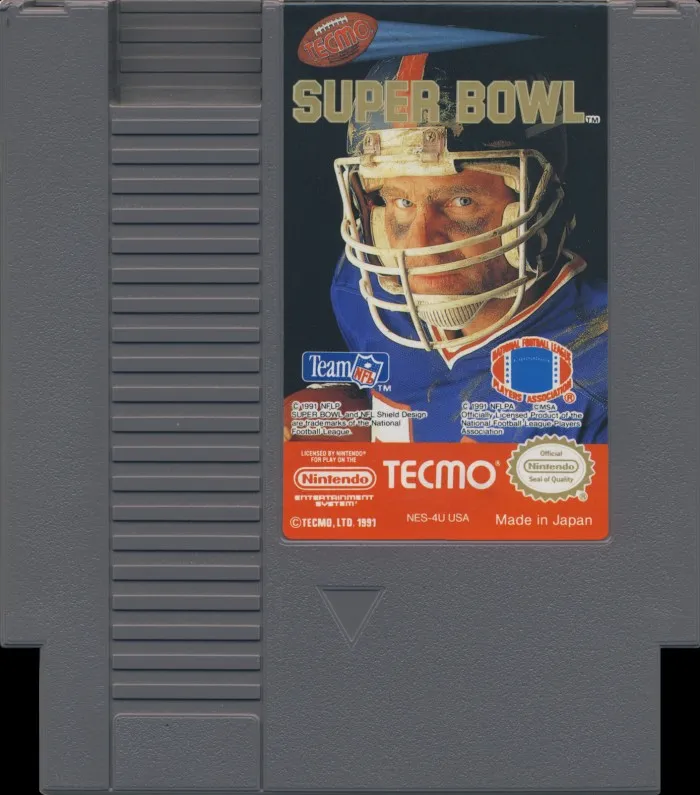 TECMO
SUPER BOWL™
Team NFL TM
NATIONAL FOOTBALL LEAGUE
PLAYERS ASSOCIATION ®
© 1991 NFLP
SUPER BOWL and NFL Shield Design
are trademarks of the National
Football League
© 1991 NFLPA CMSA
Officially Licensed Product of the
National Football League Players
Association
LICENSED BY NINTENDO®
FOR PLAY ON THE
Nintendo
ENTERTAINMENT
SYSTEM®
TECMO®
Official
Nintendo
Seal of Quality
®
©TECMO, LTD. 1991
NES-4U USA
Made in Japan